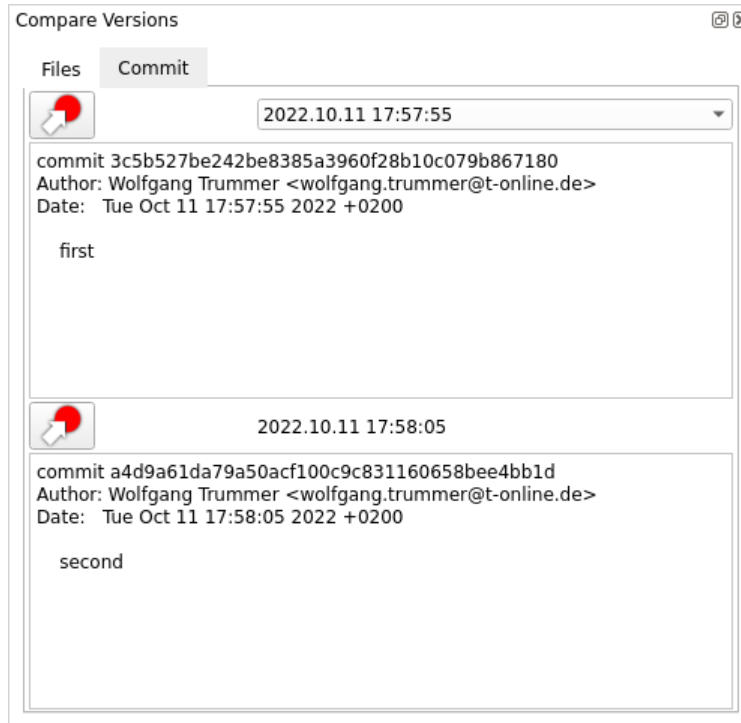 Compare Versions
Files
Commit
2022.10.11 17:57:55
commit 3c5b527be242be8385a3960f28b10c079b867180
Author: Wolfgang Trummer <wolfgang.trummer@t-online.de>
Date:   Tue Oct 11 17:57:55 2022 +0200
first
2022.10.11 17:58:05
commit a4d9a61da79a50acf100c9c831160658bee4bb1d
Author: Wolfgang Trummer <wolfgang.trummer@t-online.de>
Date:   Tue Oct 11 17:58:05 2022 +0200
second